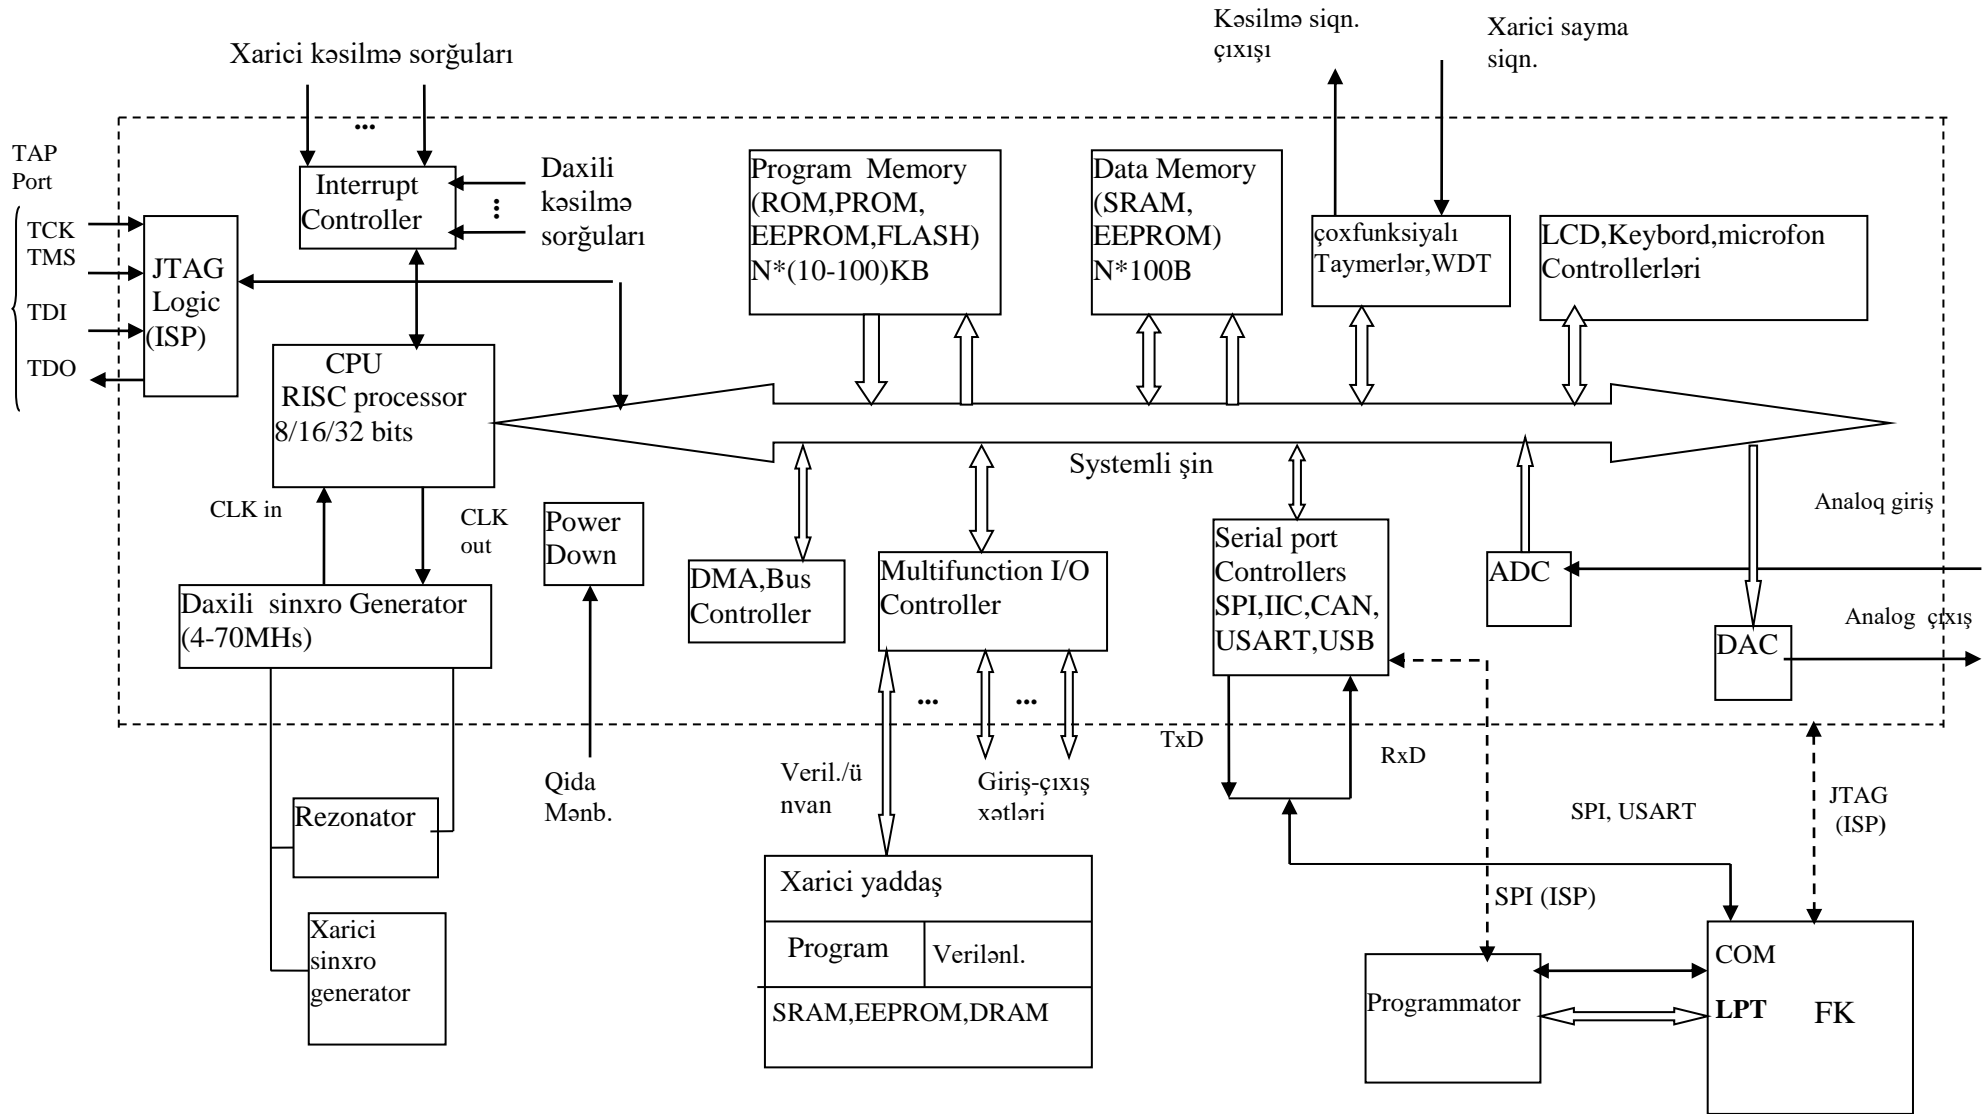 Kəsilmə siqn.
çıxışı
Xarici sayma
siqn.
Xarici kəsilmə sorğuları
...
TAP
Port
TCK
TMS
TDI
TDO
JTAG
Logic
(ISP)
Interrupt
Controller
Daxili
kəsilmə
sorğuları
...
Program Memory
(ROM,PROM,
EEPROM,FLASH)
N*(10-100)KB
Data Memory
(SRAM,
EEPROM)
N*100B
çoxfunksiyalı
Taymerlər,WDT
LCD,Keybord,microfon
Controllerləri
CPU
RISC processor
8/16/32 bits
Systemli şin
CLK in
CLK
out
Power
Down
DMA,Bus
Controller
Multifunction I/O
Controller
Serial port
Controllers
SPI,IIC,CAN,
USART,USB
ADC
Analoq giriş
DAC
Analog çıxış
Daxili sinxro Generator
(4-70MHs)
...
...
TxD
RxD
Qida
Mənb.
Veril./ü
nvan
Giriş-çıxış
xətləri
SPI, USART
JTAG
(ISP)
Rezonator
Xarici
sinxro
generator
Xarici yaddaş
Program
Verilənl.
SRAM,EEPROM,DRAM
SPI (ISP)
Programmator
COM
LPT
FK